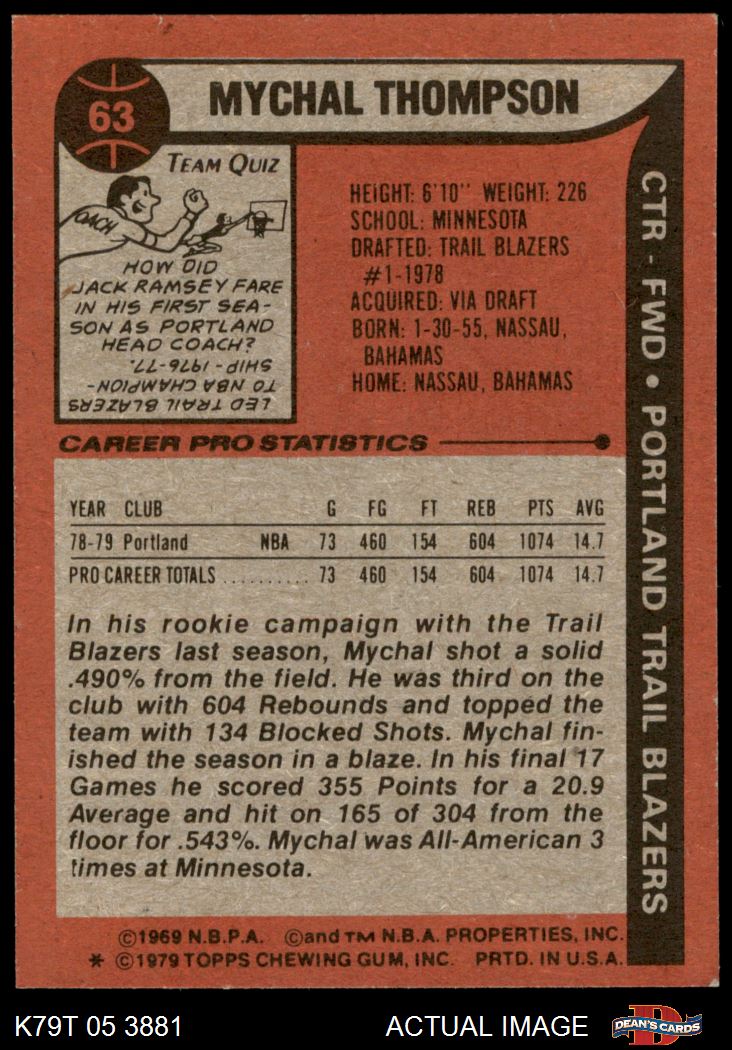 63
MYCHAL THOMPSON
TEAM QUIZ
COACH
HOW DID
JACK RAMSEY FARE
IN HIS FIRST SEA-
SON AS PORTLAND
HEAD COACH?
LED TRAIL BLAZERS
TO NBA CHAMPION-
SHIP - 1976-77.
HEIGHT: 6'10" WEIGHT: 226
SCHOOL: MINNESOTA
DRAFTED: TRAIL BLAZERS
#1-1978
ACQUIRED: VIA DRAFT
BORN: 1-30-55, NASSAU,
BAHAMAS
HOME: NASSAU, BAHAMAS
CTR - FWD • PORTLAND TRAIL BLAZERS
CAREER PRO STATISTICS
YEAR CLUB G FG FT REB PTS AVG
78-79 Portland NBA 73 460 154 604 1074 14.7
PRO CAREER TOTALS .......... 73 460 154 604 1074 14.7
In his rookie campaign with the Trail
Blazers last season, Mychal shot a solid
.490% from the field. He was third on the
club with 604 Rebounds and topped the
team with 134 Blocked Shots. Mychal fin-
ished the season in a blaze. In his final 17
Games he scored 355 Points for a 20.9
Average and hit on 165 of 304 from the
floor for .543%. Mychal was All-American 3
times at Minnesota.
©1969 N.B.P.A. ©and TM N.B.A. PROPERTIES, INC.
* ©1979 TOPPS CHEWING GUM, INC. PRTD. IN U.S.A.
K79T 05 3881 ACTUAL IMAGE
D
DEAN'S CARDS